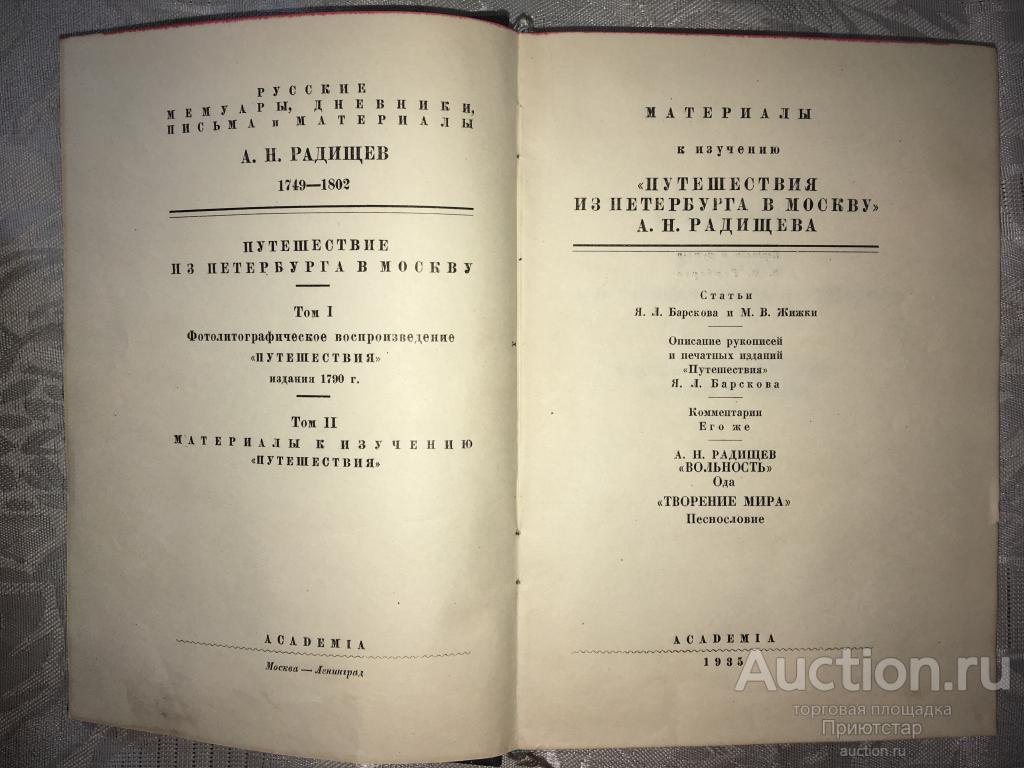 РУССКИЕ
МЕМУАРЫ, ДНЕВНИКИ,
ПИСЬМА и МАТЕРИАЛЫ
А. Н. РАДИЩЕВ
1749—1802
ПУТЕШЕСТВИЕ
ИЗ ПЕТЕРБУРГА В МОСКВУ
Том I
Фотолитографическое воспроизведение
«ПУТЕШЕСТВИЯ»
издания 1790 г.
Том II
МАТЕРИАЛЫ К ИЗУЧЕНИЮ
«ПУТЕШЕСТВИЯ»
ACADEMIA
Москва — Ленинград
МАТЕРИАЛЫ
к изучению
«ПУТЕШЕСТВИЯ
ИЗ ПЕТЕРБУРГА В МОСКВУ»
А. Н. РАДИЩЕВА
Статьи
Я. Л. Барскова и М. В. Жижки
Описание рукописей
и печатных изданий
«Путешествия»
Я. Л. Барскова
Комментарии
Его же
А. Н. РАДИЩЕВ
«ВОЛЬНОСТЬ»
Ода
«ТВОРЕНИЕ МИРА»
Песнословие
ACADEMIA
1935
Auction.ru
торговая площадка
Приютстар
auction.ru